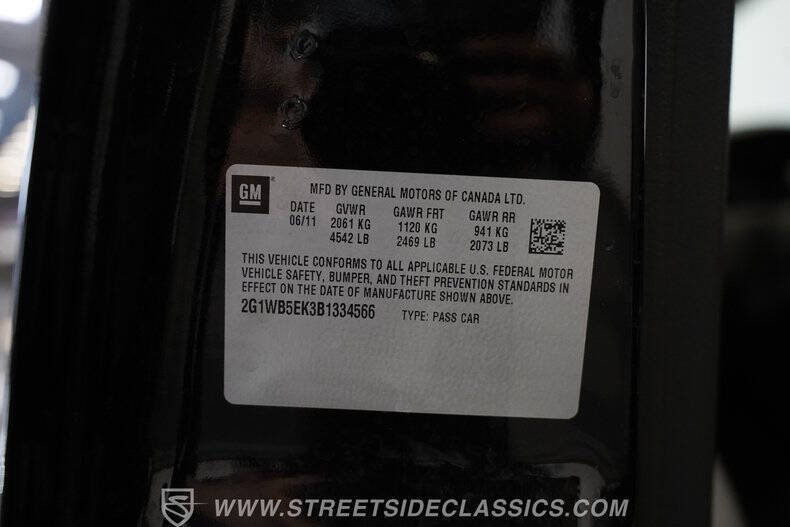 GM ®
MFD BY GENERAL MOTORS OF CANADA LTD.
DATE GVWR GAWR FRT GAWR RR
06/11 2061 KG 1120 KG 941 KG
4542 LB 2469 LB 2073 LB
THIS VEHICLE CONFORMS TO ALL APPLICABLE U.S. FEDERAL MOTOR
VEHICLE SAFETY, BUMPER, AND THEFT PREVENTION STANDARDS IN
EFFECT ON THE DATE OF MANUFACTURE SHOWN ABOVE.
2G1WB5EK3B1334566 TYPE: PASS CAR
WWW.STREETSIDECLASSICS.COM